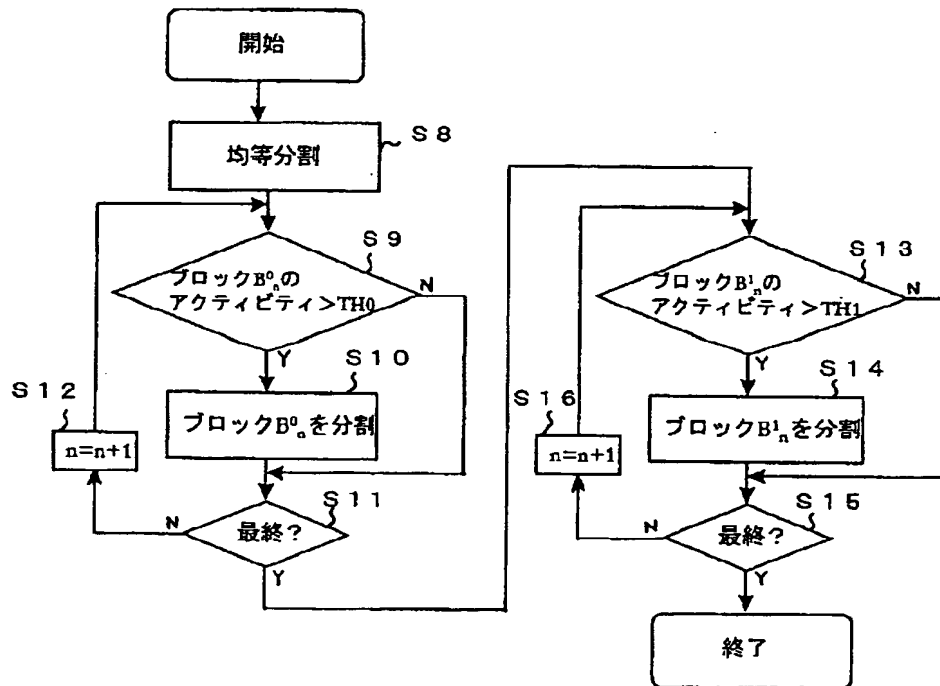 開始
S8
均等分割
S9
ブロックB⁰ₙの
アクティビティ>TH0
N
Y
S10
ブロックB⁰ₙを分割
S12
n=n+1
S11
最終?
N
Y
S13
ブロックB¹ₙの
アクティビティ>TH1
N
Y
S14
ブロックB¹ₙを分割
S16
n=n+1
S15
最終?
N
Y
終了